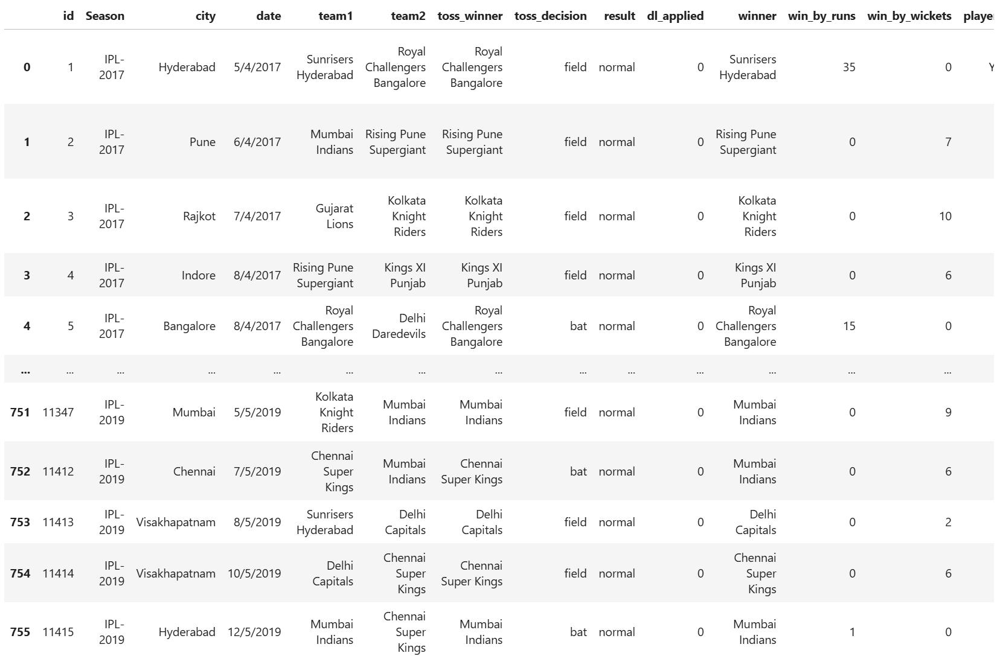 id Season city date team1 team2 toss_winner toss_decision result dl_applied winner win_by_runs win_by_wickets playe
0 1 IPL-2017 Hyderabad 5/4/2017 Sunrisers Hyderabad Royal Challengers Bangalore Royal Challengers Bangalore field normal 0 Sunrisers Hyderabad 35 0 Y
1 2 IPL-2017 Pune 6/4/2017 Mumbai Indians Rising Pune Supergiant Rising Pune Supergiant field normal 0 Rising Pune Supergiant 0 7
2 3 IPL-2017 Rajkot 7/4/2017 Gujarat Lions Kolkata Knight Riders Kolkata Knight Riders field normal 0 Kolkata Knight Riders 0 10
3 4 IPL-2017 Indore 8/4/2017 Rising Pune Supergiant Kings XI Punjab Kings XI Punjab field normal 0 Kings XI Punjab 0 6
4 5 IPL-2017 Bangalore 8/4/2017 Royal Challengers Bangalore Delhi Daredevils Royal Challengers Bangalore bat normal 0 Royal Challengers Bangalore 15 0
... ... ... ... ... ... ... ... ... ... ... ... ... ...
751 11347 IPL-2019 Mumbai 5/5/2019 Kolkata Knight Riders Mumbai Indians Mumbai Indians field normal 0 Mumbai Indians 0 9
752 11412 IPL-2019 Chennai 7/5/2019 Chennai Super Kings Mumbai Indians Chennai Super Kings bat normal 0 Mumbai Indians 0 6
753 11413 IPL-2019 Visakhapatnam 8/5/2019 Sunrisers Hyderabad Delhi Capitals Delhi Capitals field normal 0 Delhi Capitals 0 2
754 11414 IPL-2019 Visakhapatnam 10/5/2019 Delhi Capitals Chennai Super Kings Chennai Super Kings field normal 0 Chennai Super Kings 0 6
755 11415 IPL-2019 Hyderabad 12/5/2019 Mumbai Indians Chennai Super Kings Mumbai Indians bat normal 0 Mumbai Indians 1 0